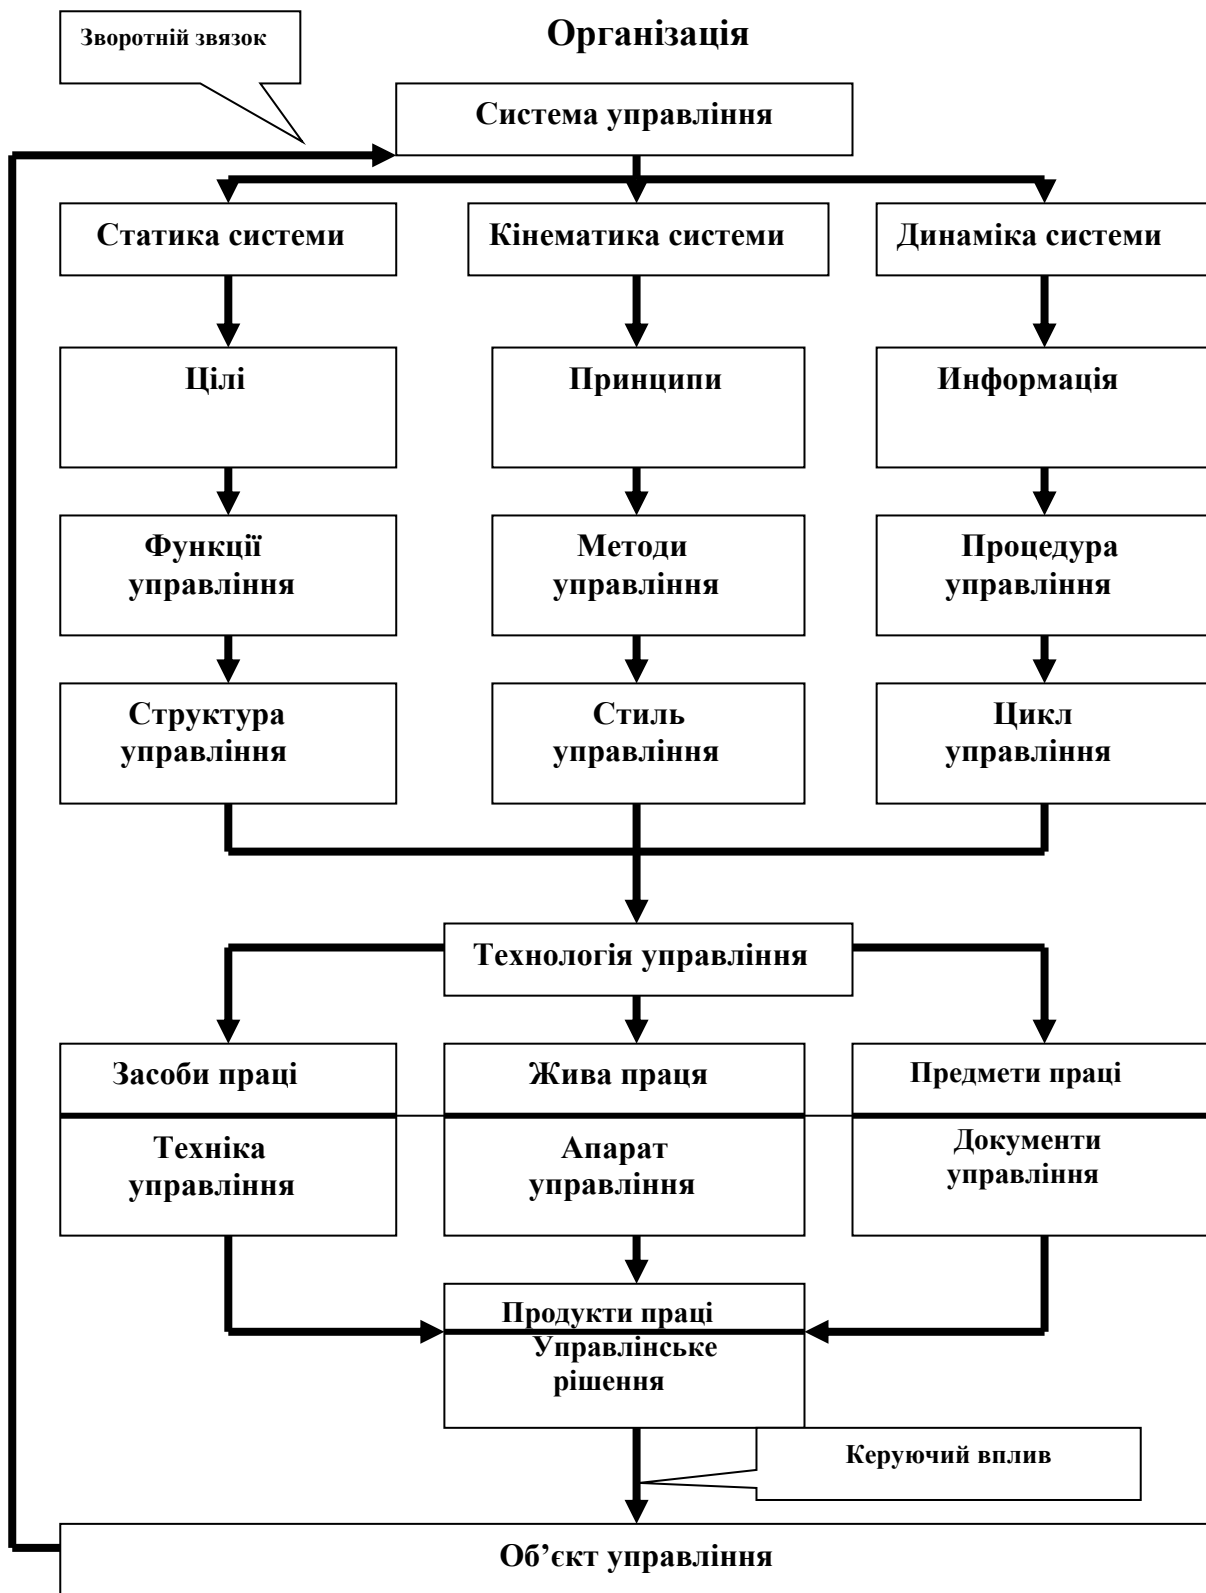 Зворотній звязок
Організація
Система управління
Статика системи
Кінематика системи
Динаміка системи
Цілі
Принципи
Информація
Функції
управління
Методи
управління
Процедура
управління
Структура
управління
Стиль
управління
Цикл
управління
Технологія управління
Засоби праці
Жива праця
Предмети праці
Техніка
управління
Апарат
управління
Документи
управління
Продукти праці
Управлінське
рішення
Керуючий вплив
Об’єкт управління